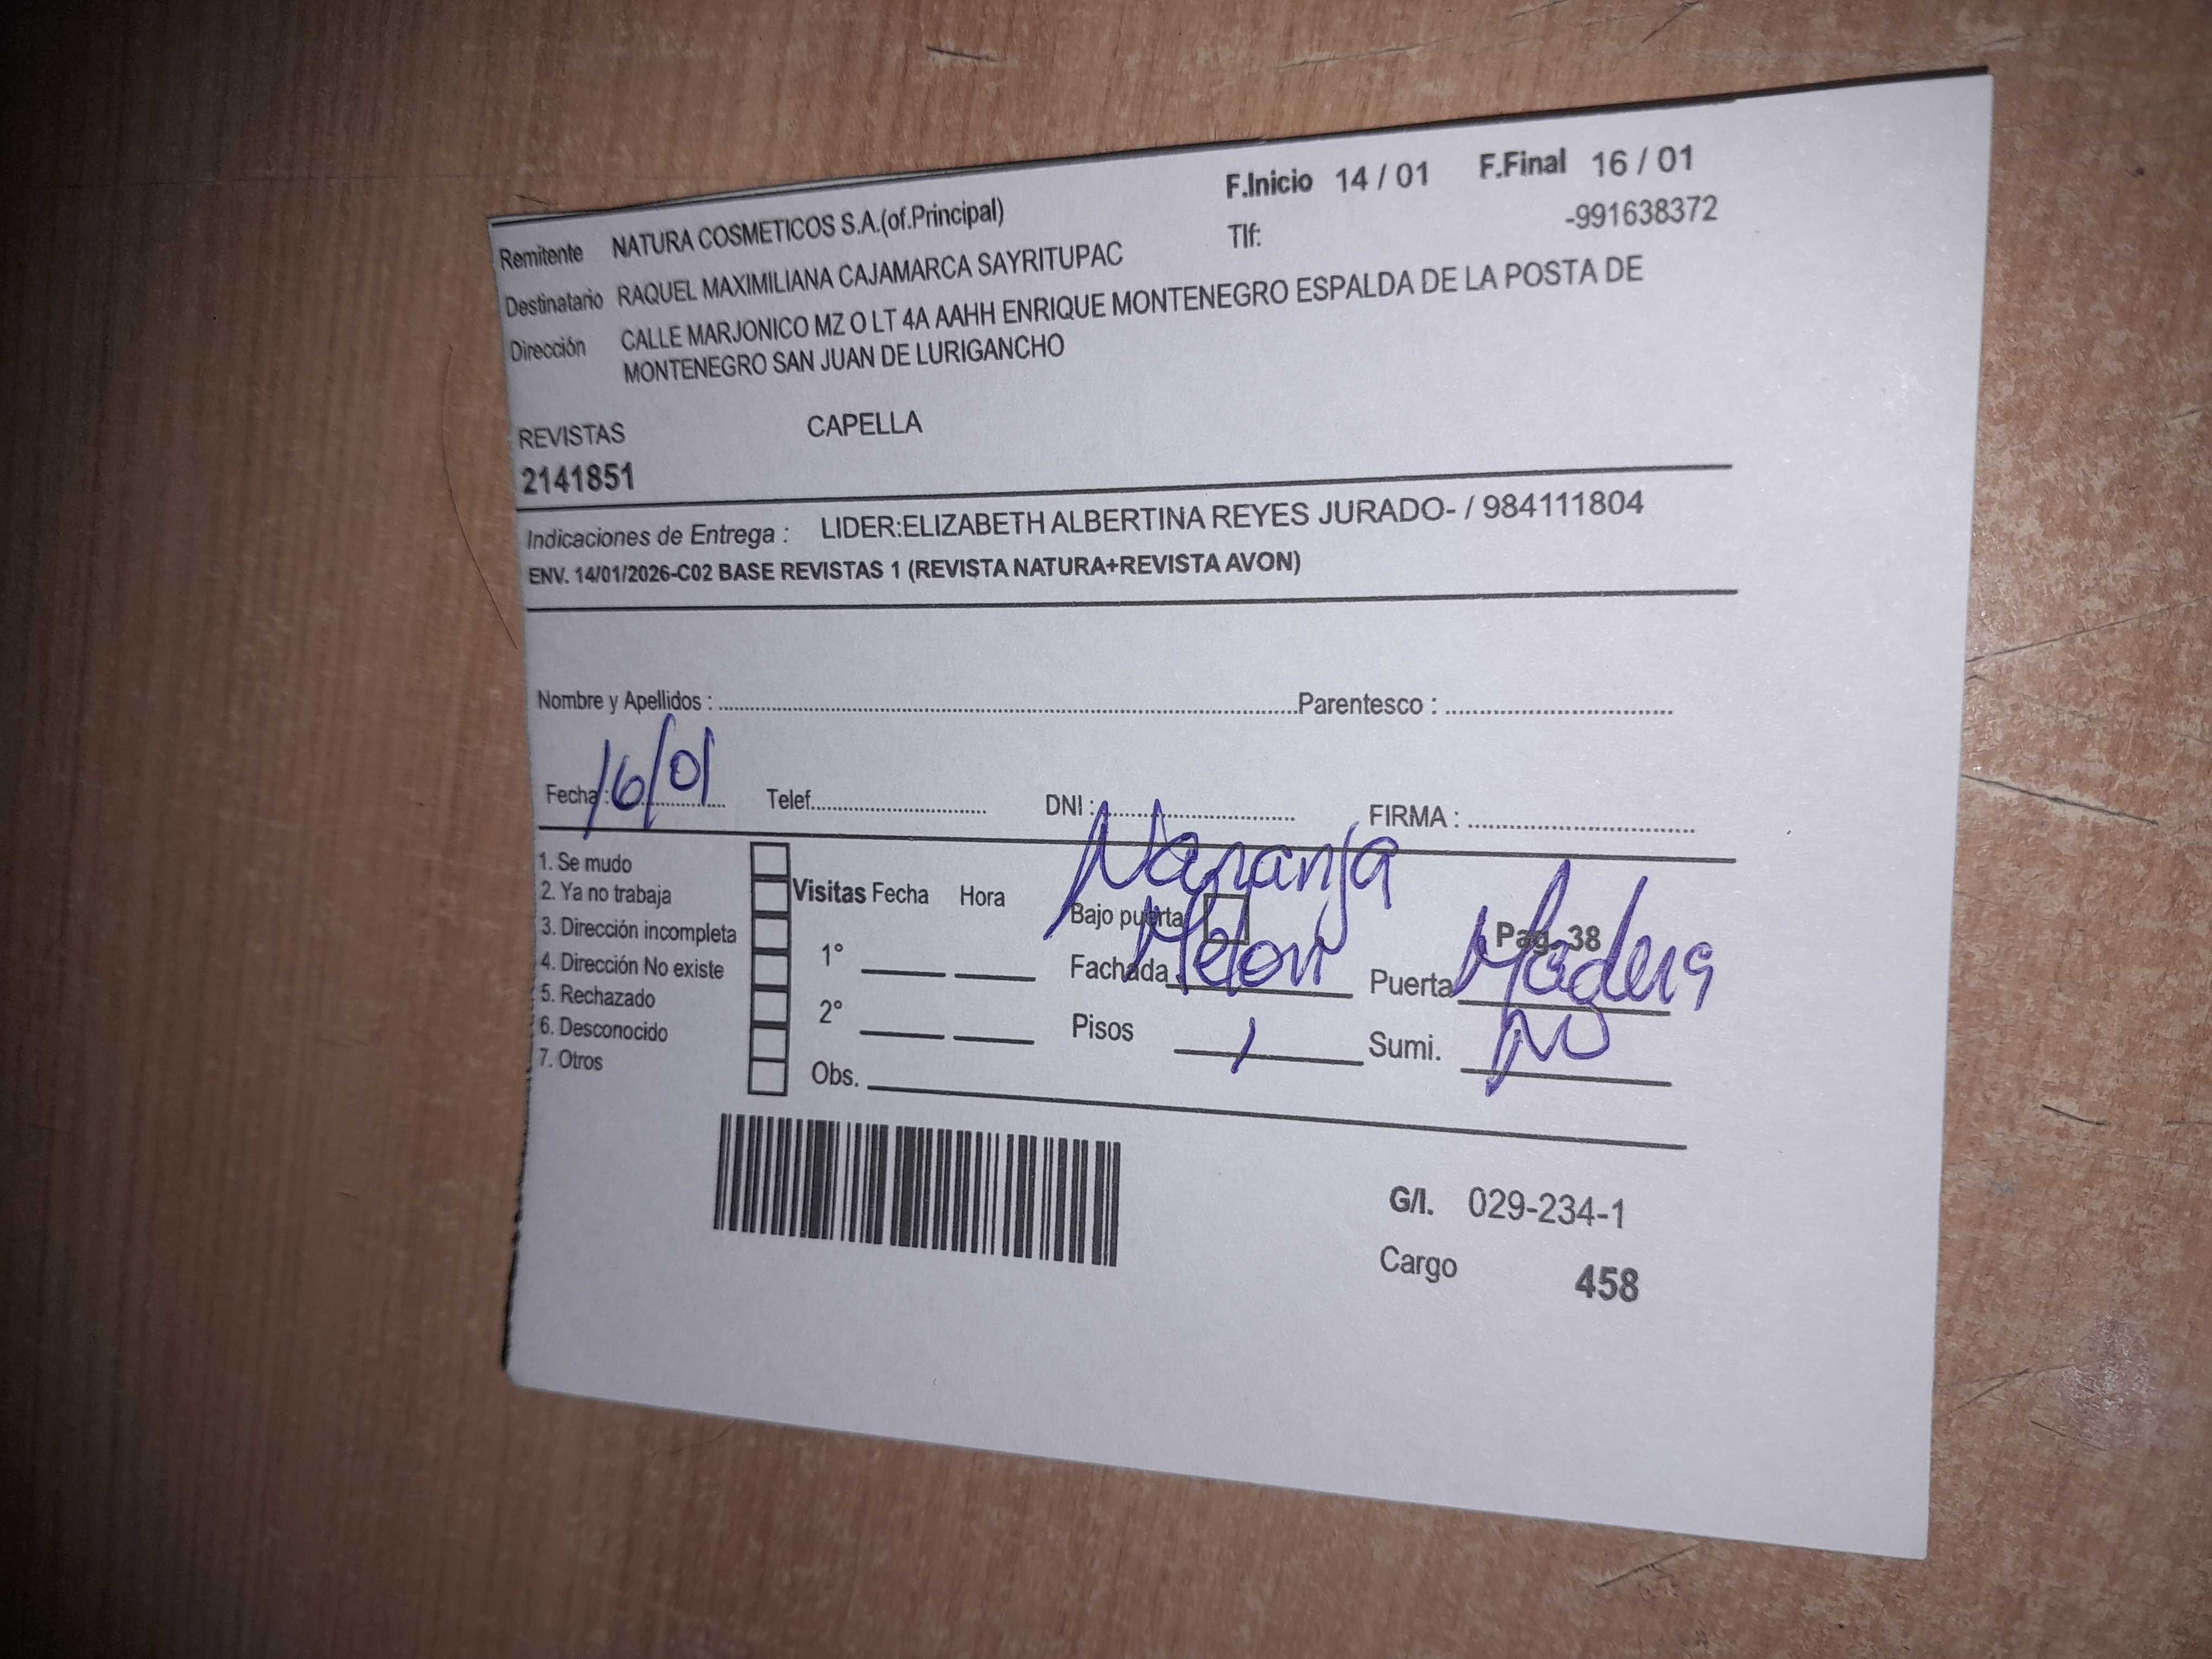 F.Inicio 14 / 01 F.Final 16 / 01
Remitente NATURA COSMETICOS S.A.(of.Principal) Tlf: -991638372
Destinatario RAQUEL MAXIMILIANA CAJAMARCA SAYRITUPAC
Dirección CALLE MARJONICO MZ O LT 4A AAHH ENRIQUE MONTENEGRO ESPALDA DE LA POSTA DE
MONTENEGRO SAN JUAN DE LURIGANCHO
REVISTAS CAPELLA
2141851
Indicaciones de Entrega : LIDER:ELIZABETH ALBERTINA REYES JURADO- / 984111804
ENV. 14/01/2026-C02 BASE REVISTAS 1 (REVISTA NATURA+REVISTA AVON)
Nombre y Apellidos : Parentesco :
Fecha : 16/01 Telef. DNI : FIRMA :
Naranja
1. Se mudo
2. Ya no trabaja
3. Dirección incompleta
4. Dirección No existe
5. Rechazado
6. Desconocido
7. Otros
Visitas Fecha Hora
1°
2°
Obs.
Bajo puerta Pag. 38
Fachada Melon Puerta Madera
Pisos 1 Sumi. NO
G/I. 029-234-1
Cargo 458